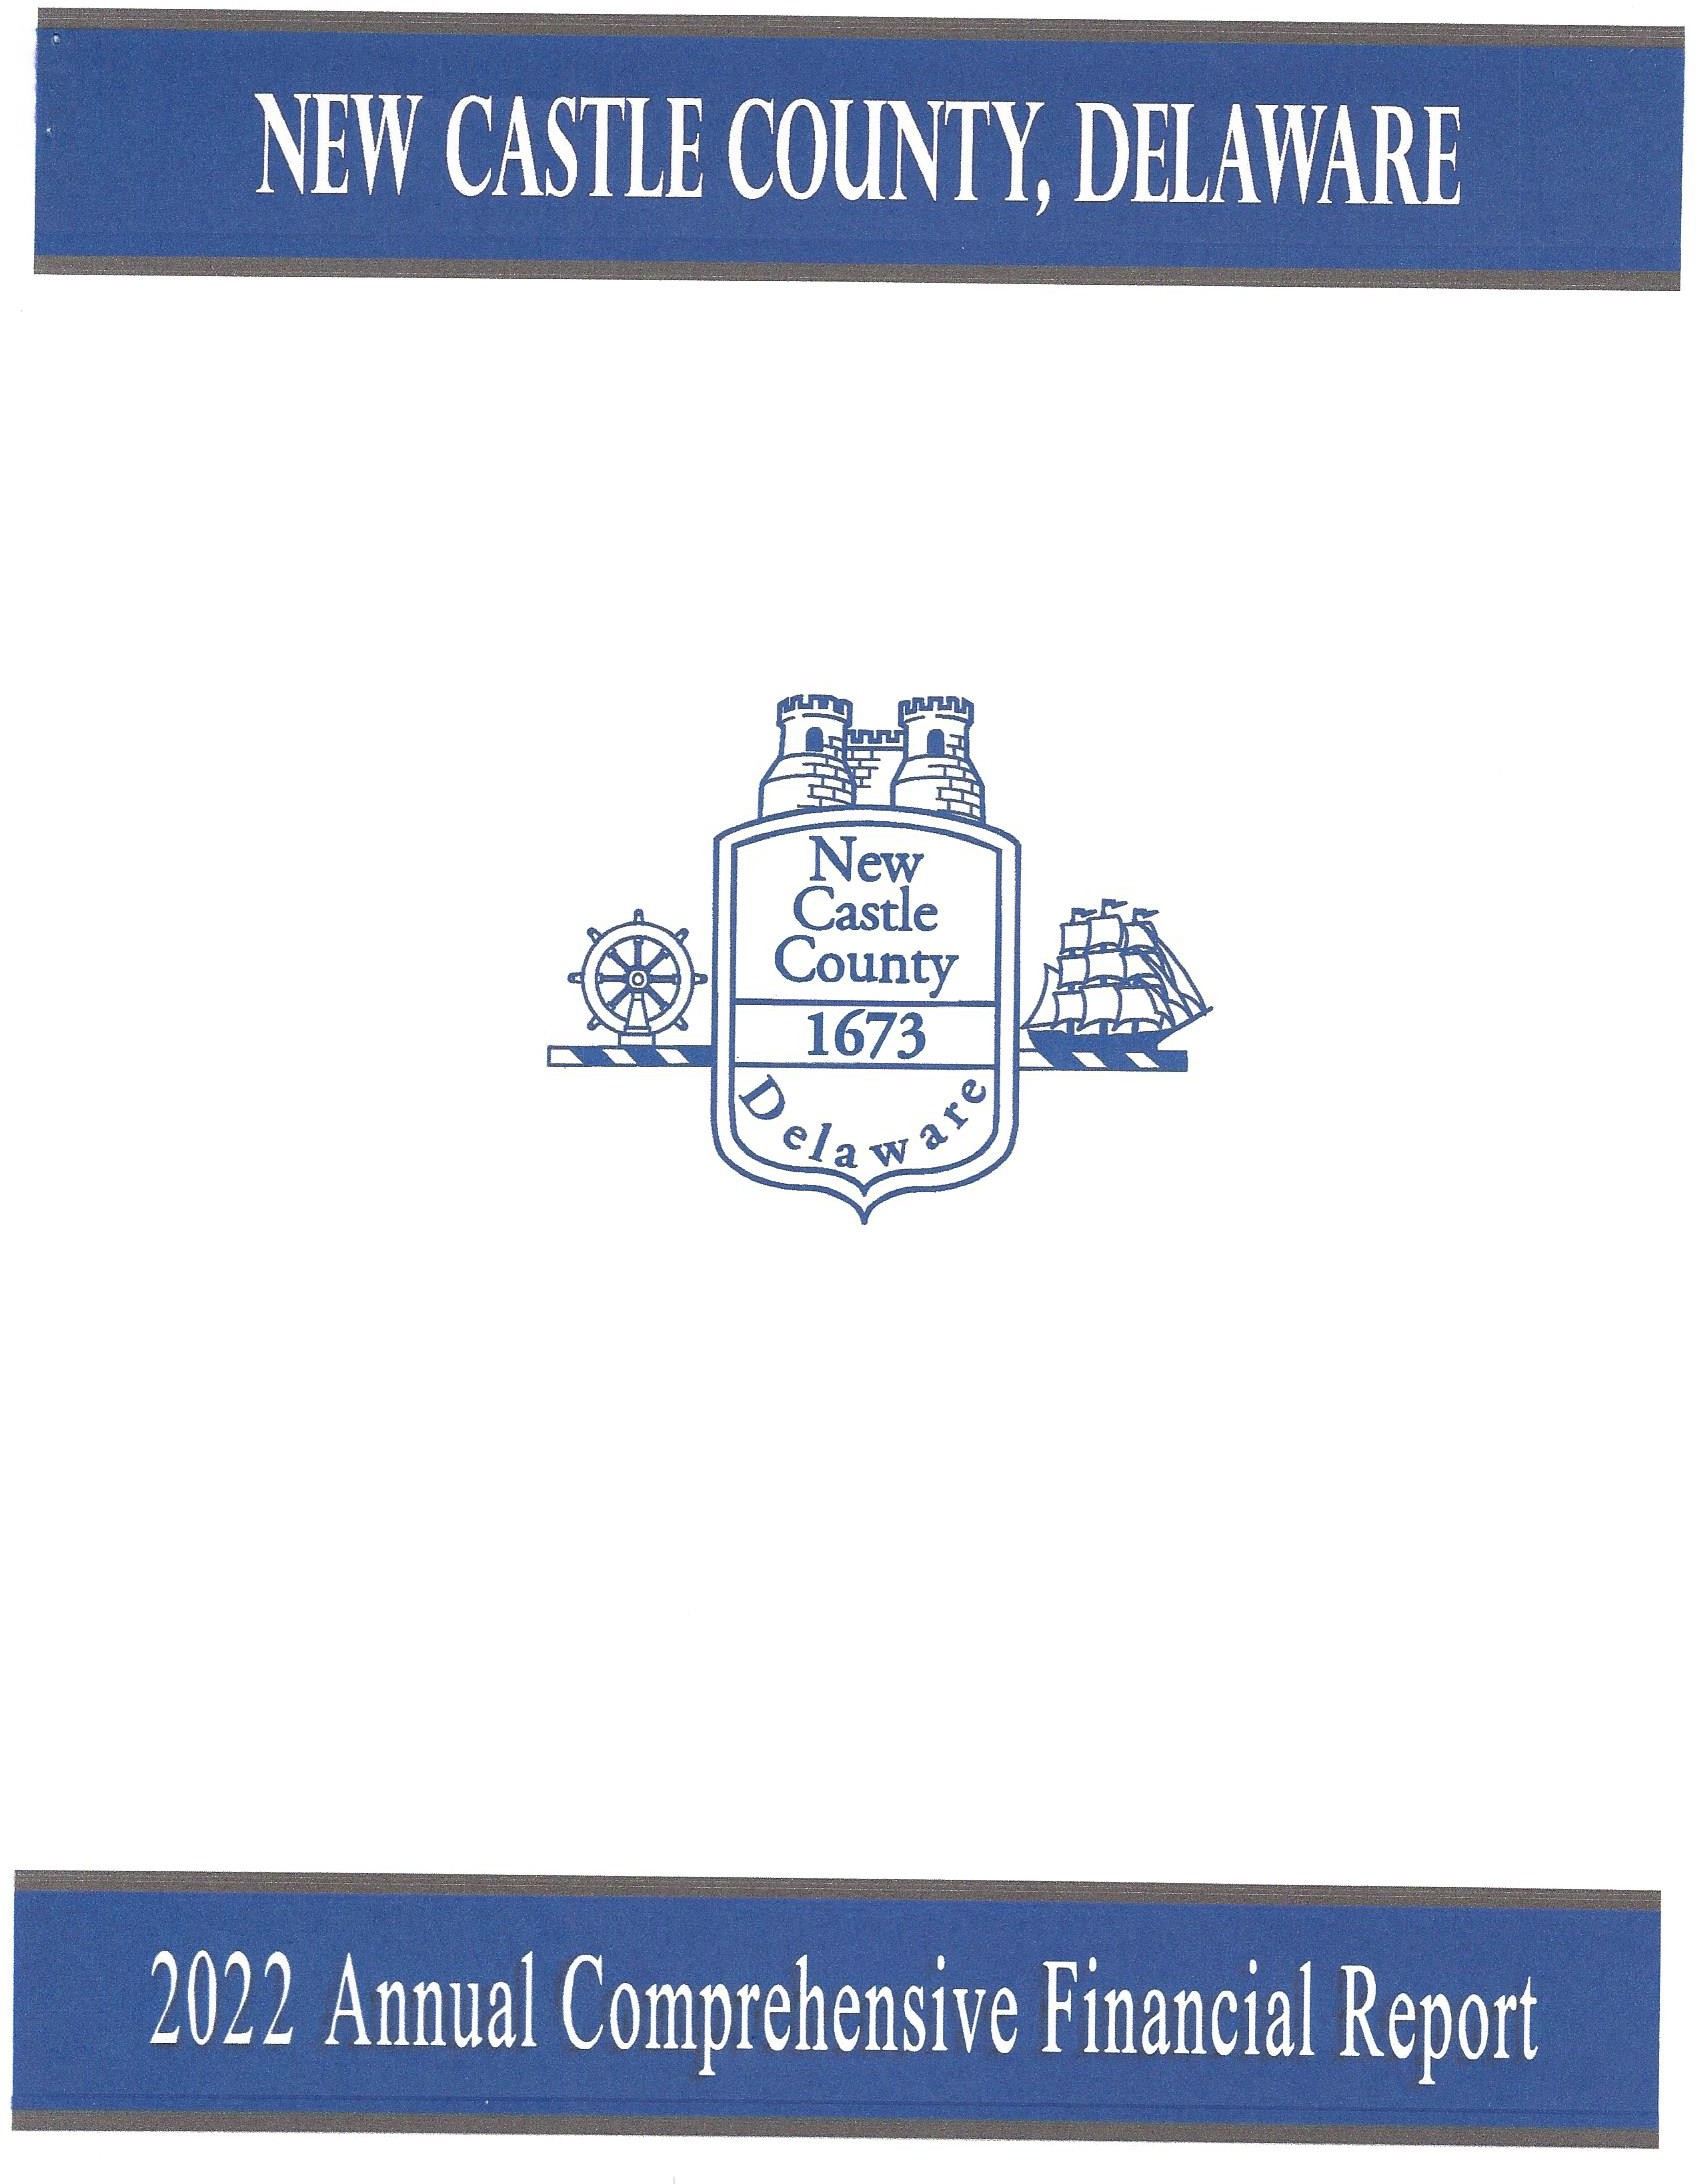 NEW CASTLE COUNTY, DELAWARE
New
Castle
County
1673
Delaware
2022 Annual Comprehensive Financial Report